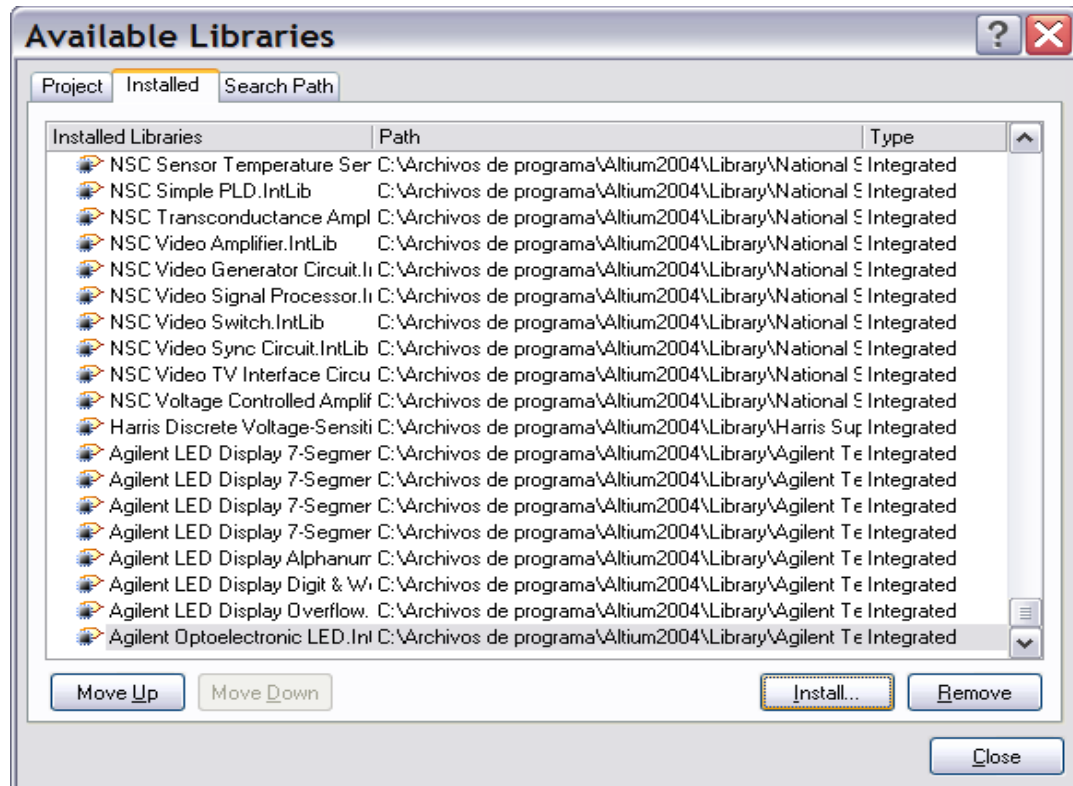 Available Libraries
Project Installed Search Path
Installed Libraries Path Type
NSC Sensor Temperature Ser C:\Archivos de programa\Altium2004\Library\National S Integrated
NSC Simple PLD.IntLib C:\Archivos de programa\Altium2004\Library\National S Integrated
NSC Transconductance Ampl C:\Archivos de programa\Altium2004\Library\National S Integrated
NSC Video Amplifier.IntLib C:\Archivos de programa\Altium2004\Library\National S Integrated
NSC Video Generator Circuit.I C:\Archivos de programa\Altium2004\Library\National S Integrated
NSC Video Signal Processor.I C:\Archivos de programa\Altium2004\Library\National S Integrated
NSC Video Switch.IntLib C:\Archivos de programa\Altium2004\Library\National S Integrated
NSC Video Sync Circuit.IntLib C:\Archivos de programa\Altium2004\Library\National S Integrated
NSC Video TV Interface Circu C:\Archivos de programa\Altium2004\Library\National S Integrated
NSC Voltage Controlled Amplif C:\Archivos de programa\Altium2004\Library\National S Integrated
Harris Discrete Voltage-Sensiti C:\Archivos de programa\Altium2004\Library\Harris Sup Integrated
Agilent LED Display 7-Segmer C:\Archivos de programa\Altium2004\Library\Agilent Te Integrated
Agilent LED Display 7-Segmer C:\Archivos de programa\Altium2004\Library\Agilent Te Integrated
Agilent LED Display 7-Segmer C:\Archivos de programa\Altium2004\Library\Agilent Te Integrated
Agilent LED Display 7-Segmer C:\Archivos de programa\Altium2004\Library\Agilent Te Integrated
Agilent LED Display Alphanum C:\Archivos de programa\Altium2004\Library\Agilent Te Integrated
Agilent LED Display Digit & W C:\Archivos de programa\Altium2004\Library\Agilent Te Integrated
Agilent LED Display Overflow. C:\Archivos de programa\Altium2004\Library\Agilent Te Integrated
Agilent Optoelectronic LED.Int C:\Archivos de programa\Altium2004\Library\Agilent Te Integrated
Move Up Move Down Install... Remove
Close